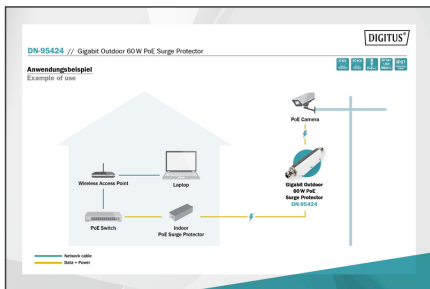 DIGITUS®
DN-95424 // Gigabit Outdoor 60 W PoE Surge Protector
Anwendungsbeispiel
Example of use
IP67
PoE Camera
Wireless Access Point
Laptop
Gigabit Outdoor
60 W PoE
Surge Protector
DN-95424
PoE Switch
Indoor
PoE Surge Protector
Network cable
Data + Power